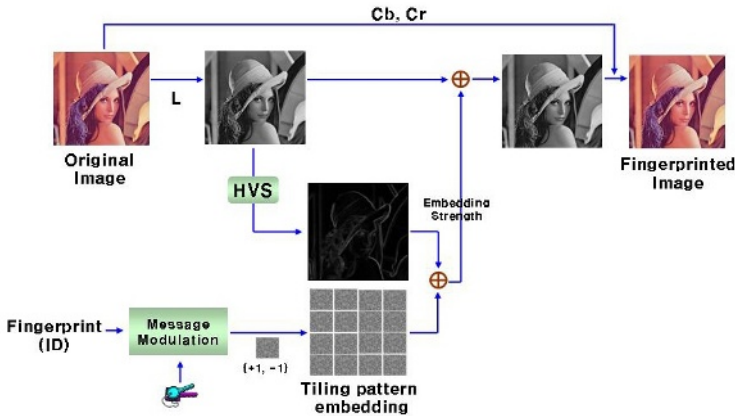 Cb, Cr
L
Original
Image
Fingerprinted
Image
HVS
Embedding
Strength
Fingerprint
(ID)
Message
Modulation
{+1, -1}
Tiling pattern
embedding